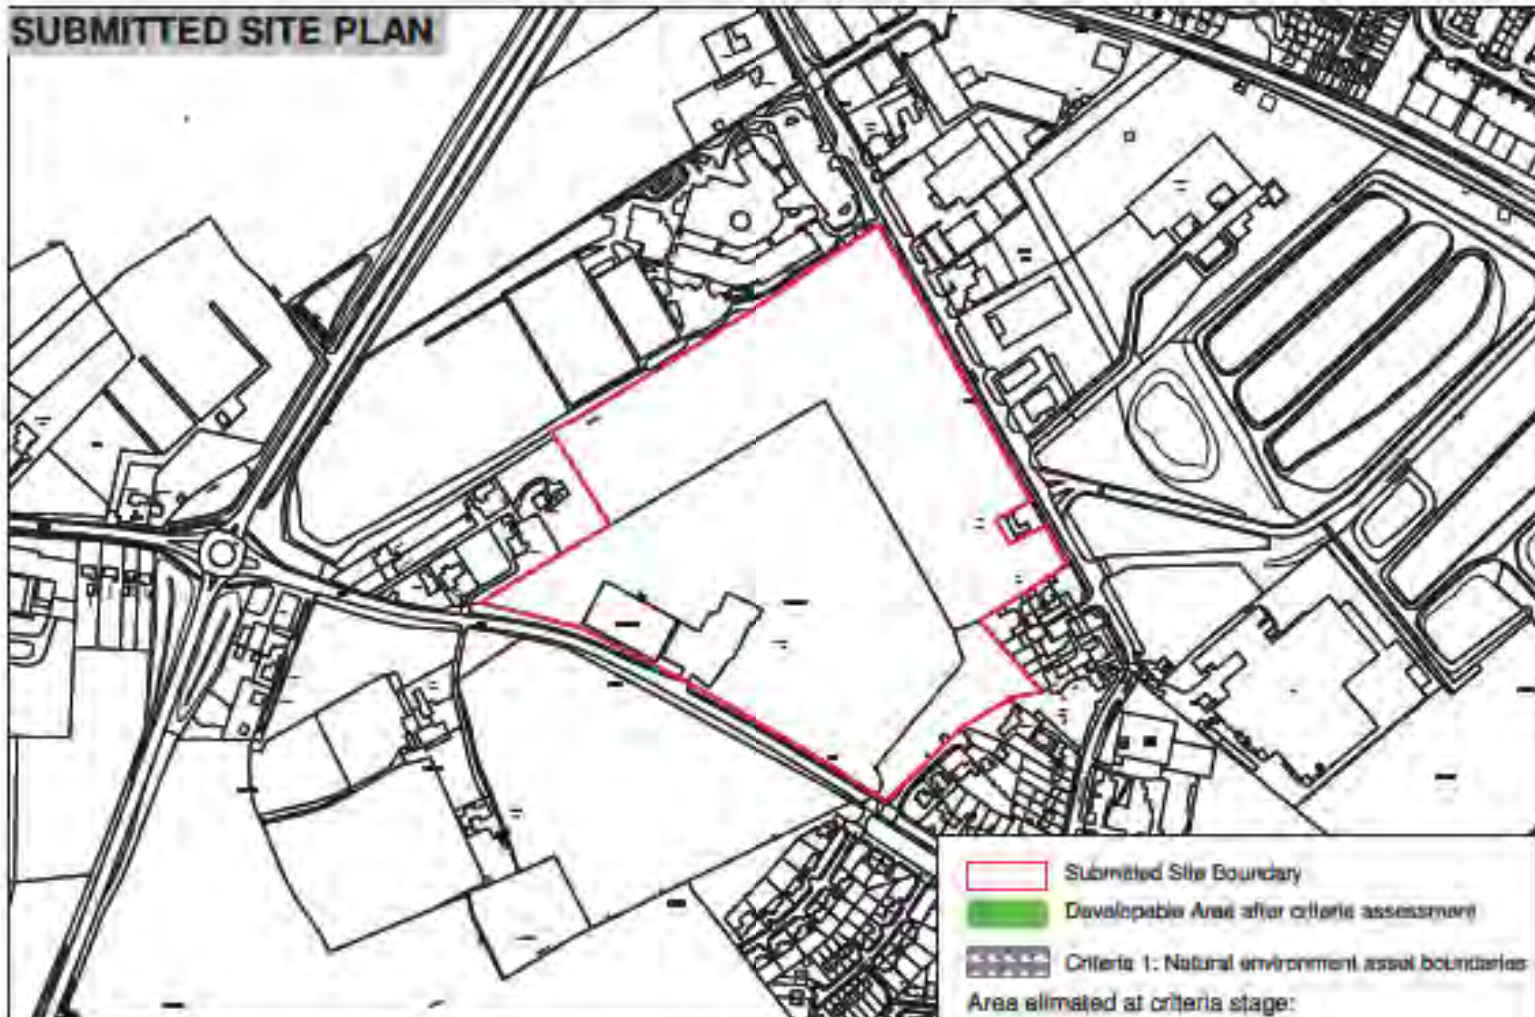 SUBMITTED SITE PLAN
Submitted Site Boundary
Developable Area after criteria assessment
Criteria 1: Natural environment asset boundaries
Area elimated at criteria stage: